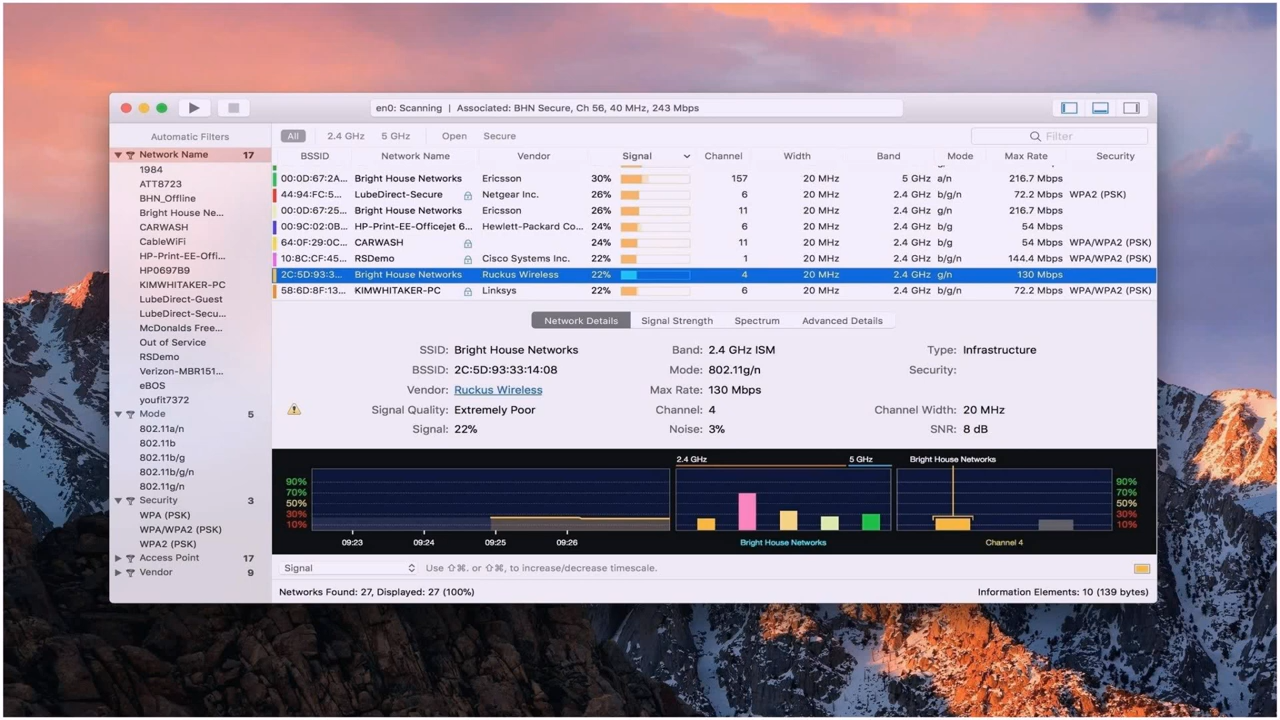 en0: Scanning | Associated: BHN Secure, Ch 56, 40 MHz, 243 Mbps
Automatic Filters
Network Name 17
1984
ATT8723
BHN_Offline
Bright House Ne...
CARWASH
CableWiFi
HP-Print-EE-Offi...
HP0697B9
KIMWHITAKER-PC
LubeDirect-Guest
LubeDirect-Secu...
McDonalds Free...
Out of Service
RSDemo
Verizon-MBR151...
eBOS
youfit7372
Mode 5
802.11a/n
802.11b
802.11b/g
802.11b/g/n
802.11g/n
Security 3
WPA (PSK)
WPA/WPA2 (PSK)
WPA2 (PSK)
Access Point 17
Vendor 9
All 2.4 GHz 5 GHz Open Secure Filter
BSSID Network Name Vendor Signal Channel Width Band Mode Max Rate Security
00:0D:67:2A... Bright House Networks Ericsson 30% 157 20 MHz 5 GHz a/n 216.7 Mbps
44:94:FC:5... LubeDirect-Secure Netgear Inc. 26% 6 20 MHz 2.4 GHz b/g/n 72.2 Mbps WPA2 (PSK)
00:0D:67:25... Bright House Networks Ericsson 26% 11 20 MHz 2.4 GHz g/n 216.7 Mbps
00:9C:02:0B... HP-Print-EE-Officejet 6... Hewlett-Packard Co... 24% 6 20 MHz 2.4 GHz b/g 54 Mbps
64:0F:29:0C... CARWASH 24% 11 20 MHz 2.4 GHz b/g 54 Mbps WPA/WPA2 (PSK)
10:8C:CF:45... RSDemo Cisco Systems Inc. 22% 1 20 MHz 2.4 GHz b/g/n 144.4 Mbps WPA/WPA2 (PSK)
2C:5D:93:3... Bright House Networks Ruckus Wireless 22% 4 20 MHz 2.4 GHz g/n 130 Mbps
58:6D:8F:13... KIMWHITAKER-PC Linksys 22% 6 20 MHz 2.4 GHz b/g/n 72.2 Mbps WPA/WPA2 (PSK)
Network Details Signal Strength Spectrum Advanced Details
SSID: Bright House Networks Band: 2.4 GHz ISM Type: Infrastructure
BSSID: 2C:5D:93:33:14:08 Mode: 802.11g/n Security:
Vendor: Ruckus Wireless Max Rate: 130 Mbps
Signal Quality: Extremely Poor Channel: 4 Channel Width: 20 MHz
Signal: 22% Noise: 3% SNR: 8 dB
2.4 GHz 5 GHz Bright House Networks
90% 90%
70% 70%
50% 50%
30% 30%
10% 10%
09:23 09:24 09:25 09:26 Bright House Networks Channel 4
Signal Use ⇧⌘. or ⇧⌘, to increase/decrease timescale.
Networks Found: 27, Displayed: 27 (100%) Information Elements: 10 (139 bytes)